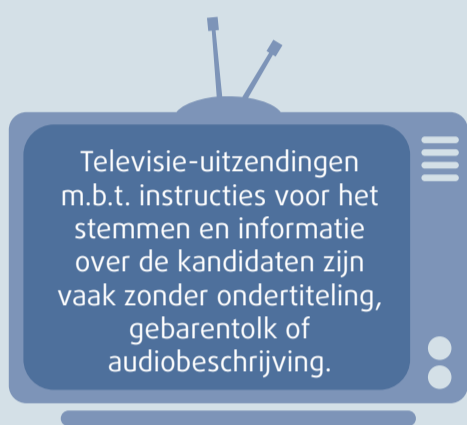 Televisie-uitzendingen
m.b.t. instructies voor het
stemmen en informatie
over de kandidaten zijn
vaak zonder ondertiteling,
gebarentolk of
audiobeschrijving.